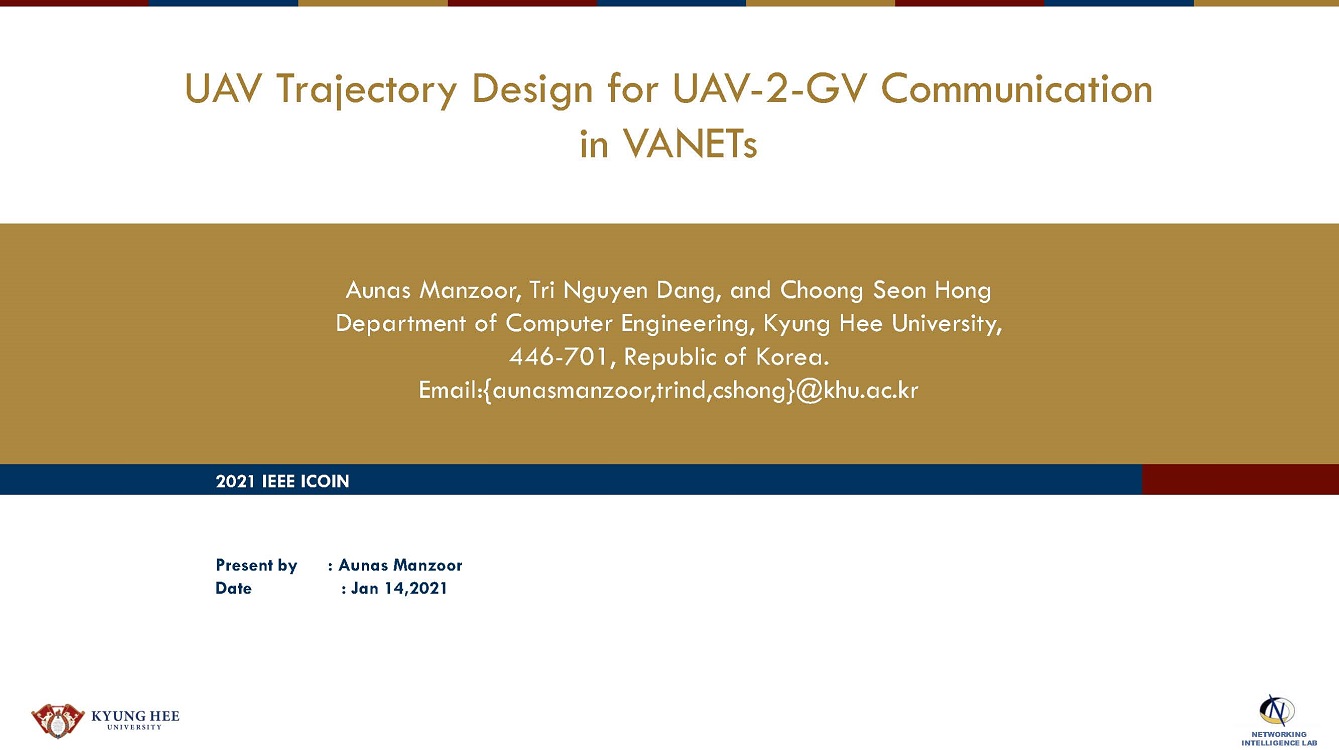 UAV Trajectory Design for UAV-2-GV Communication
in VANETs
Aunas Manzoor, Tri Nguyen Dang, and Choong Seon Hong
Department of Computer Engineering, Kyung Hee University,
446-701, Republic of Korea.
Email:{aunasmanzoor,trind,cshong}@khu.ac.kr
2021 IEEE ICOIN
Present by : Aunas Manzoor
Date : Jan 14,2021
KYUNG HEE
UNIVERSITY
NETWORKING
INTELLIGENCE LAB